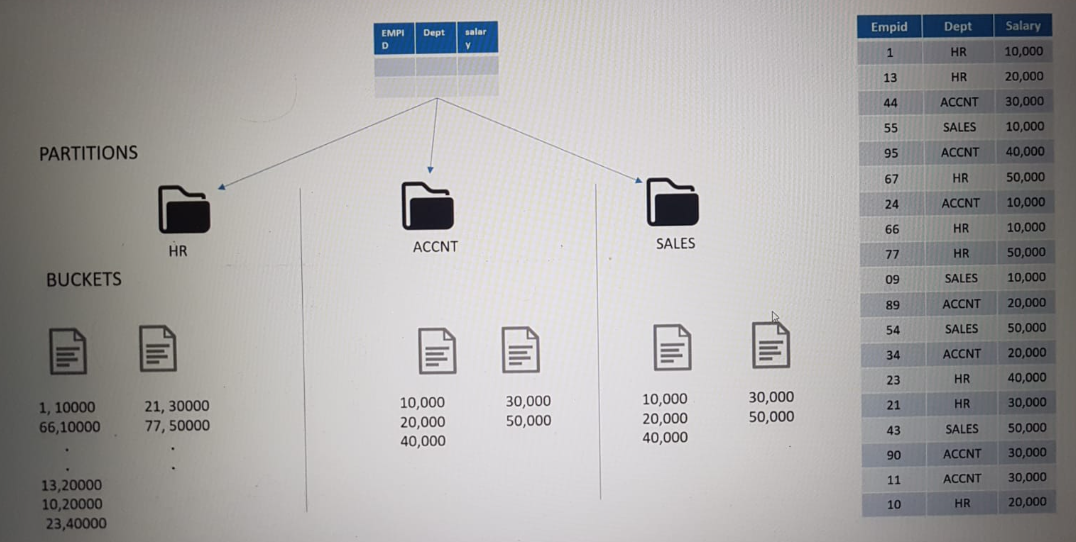 EMPI
D
Dept
salar
y
PARTITIONS
HR
ACCNT
SALES
BUCKETS
1, 10000
66,10000
.
.
13,20000
10,20000
23,40000
21, 30000
77, 50000
.
.
10,000
20,000
40,000
30,000
50,000
10,000
20,000
40,000
30,000
50,000
Empid Dept Salary
1 HR 10,000
13 HR 20,000
44 ACCNT 30,000
55 SALES 10,000
95 ACCNT 40,000
67 HR 50,000
24 ACCNT 10,000
66 HR 10,000
77 HR 50,000
09 SALES 10,000
89 ACCNT 20,000
54 SALES 50,000
34 ACCNT 20,000
23 HR 40,000
21 HR 30,000
43 SALES 50,000
90 ACCNT 30,000
11 ACCNT 30,000
10 HR 20,000